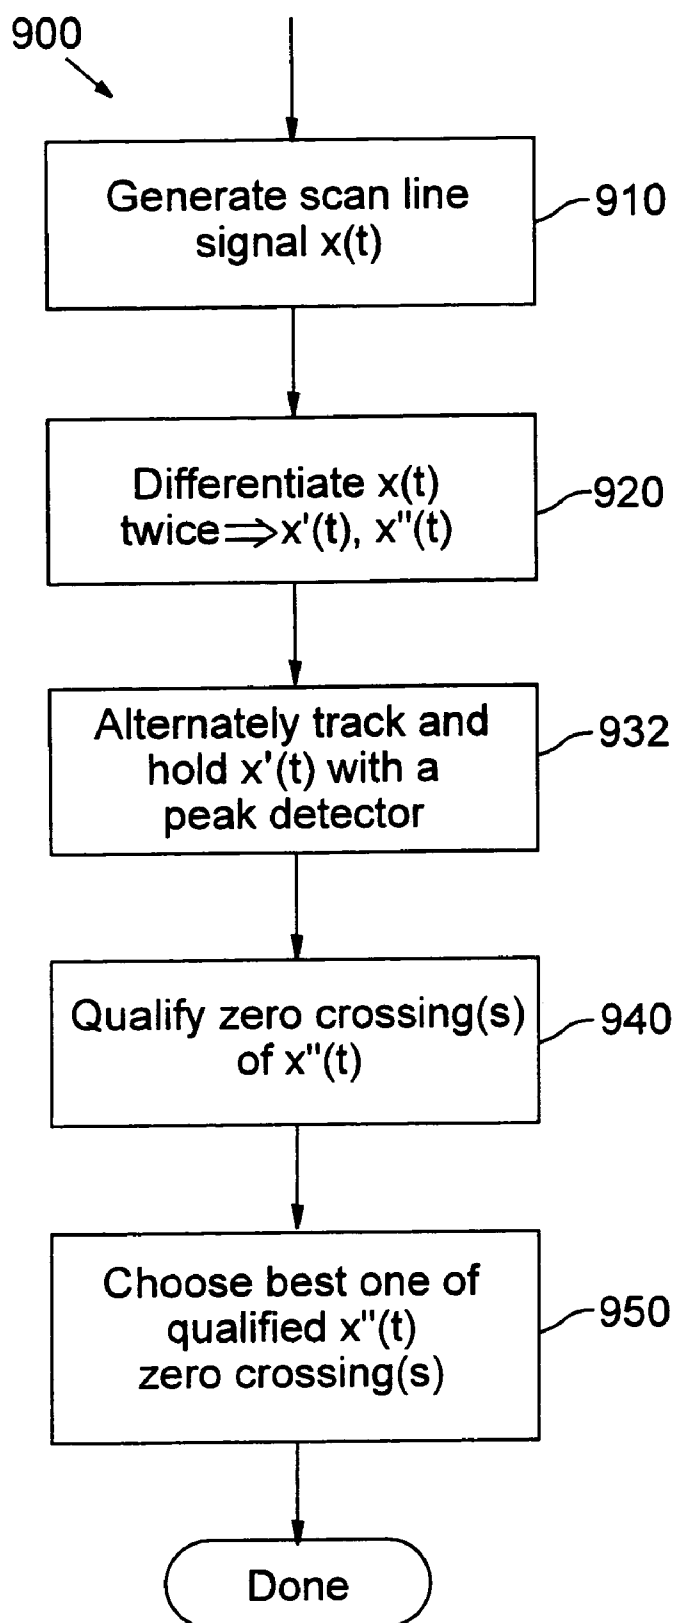 900
Generate scan line
signal x(t)
910
Differentiate x(t)
twice⇒x'(t), x"(t)
920
Alternately track and
hold x'(t) with a
peak detector
932
Qualify zero crossing(s)
of x"(t)
940
Choose best one of
qualified x"(t)
zero crossing(s)
950
Done